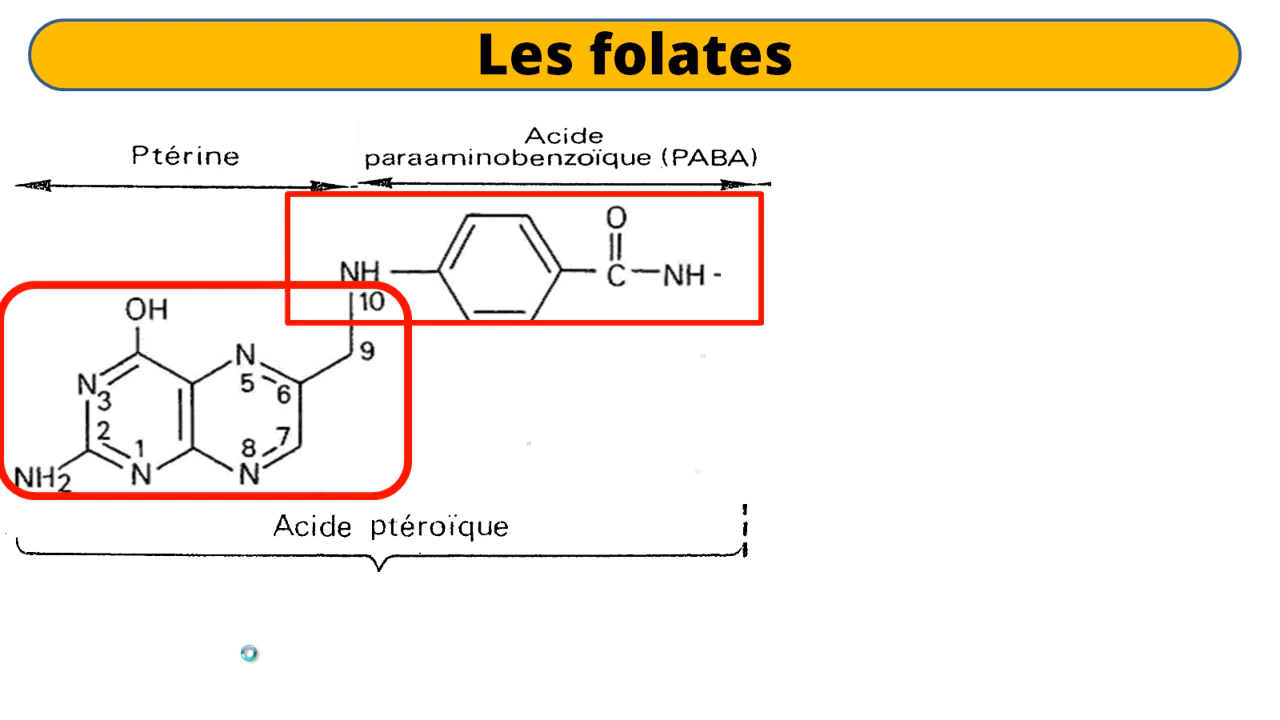 Les folates
Ptérine
Acide
paraaminobenzoïque (PABA)
O
NH
C
NH -
10
OH
9
N
5
6
N
3
2
1
8
7
NH2
N
N
Acide ptéroïque